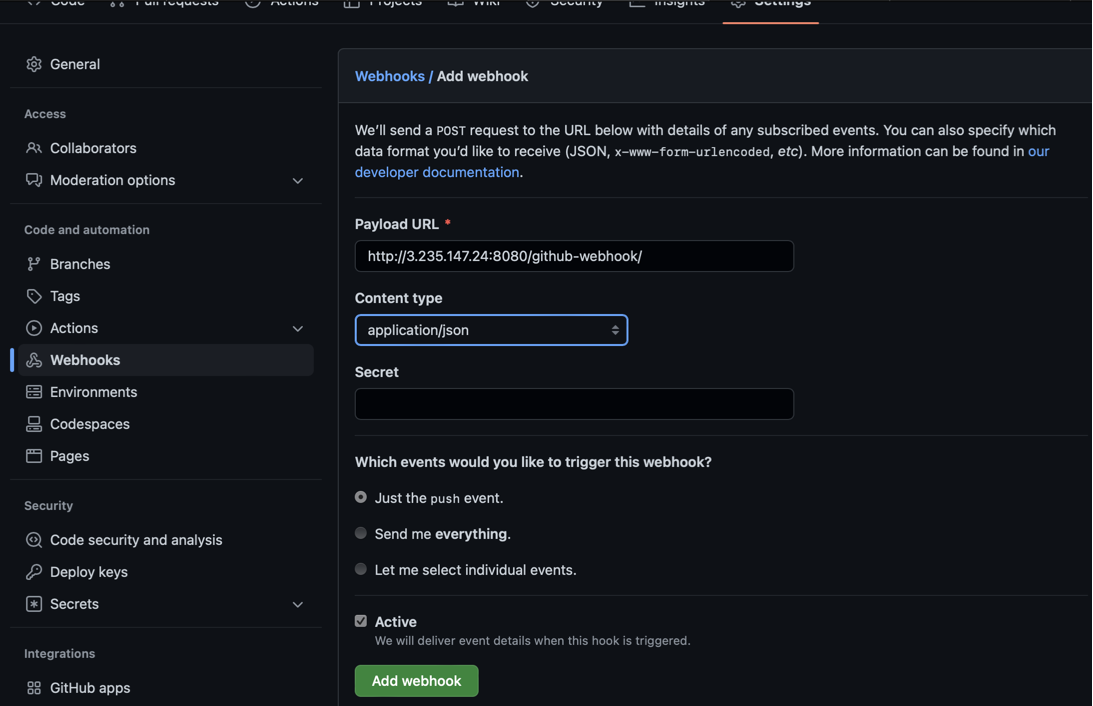 Code Pull requests Actions Projects Wiki Security Insights Settings
General
Access
Collaborators
Moderation options
Code and automation
Branches
Tags
Actions
Webhooks
Environments
Codespaces
Pages
Security
Code security and analysis
Deploy keys
Secrets
Integrations
GitHub apps
Webhooks / Add webhook
We’ll send a POST request to the URL below with details of any subscribed events. You can also specify which
data format you’d like to receive (JSON, x-www-form-urlencoded, etc). More information can be found in our
developer documentation.
Payload URL *
http://3.235.147.24:8080/github-webhook/
Content type
application/json
Secret
Which events would you like to trigger this webhook?
Just the push event.
Send me everything.
Let me select individual events.
Active
We will deliver event details when this hook is triggered.
Add webhook